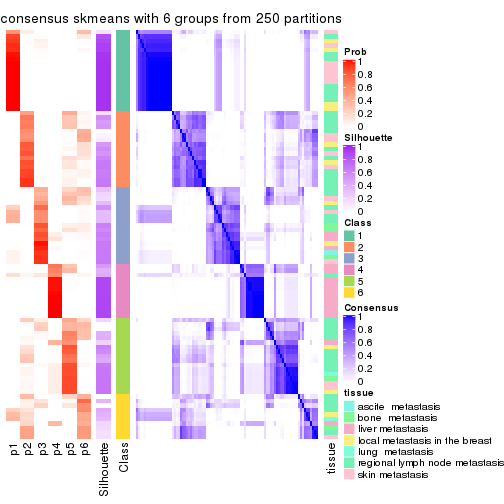 consensus skmeans with 6 groups from 250 partitions
Prob
1
0.8
0.6
0.4
0.2
0
Silhouette
1
0.8
0.6
0.4
0.2
0
Class
1
2
3
4
5
6
Consensus
1
0.8
0.6
0.4
0.2
0
tissue
ascite metastasis
bone metastasis
liver metastasis
local metastasis in the breast
lung metastasis
regional lymph node metastasis
skin metastasis
p1
p2
p3
p4
p5
p6
Silhouette
Class
tissue